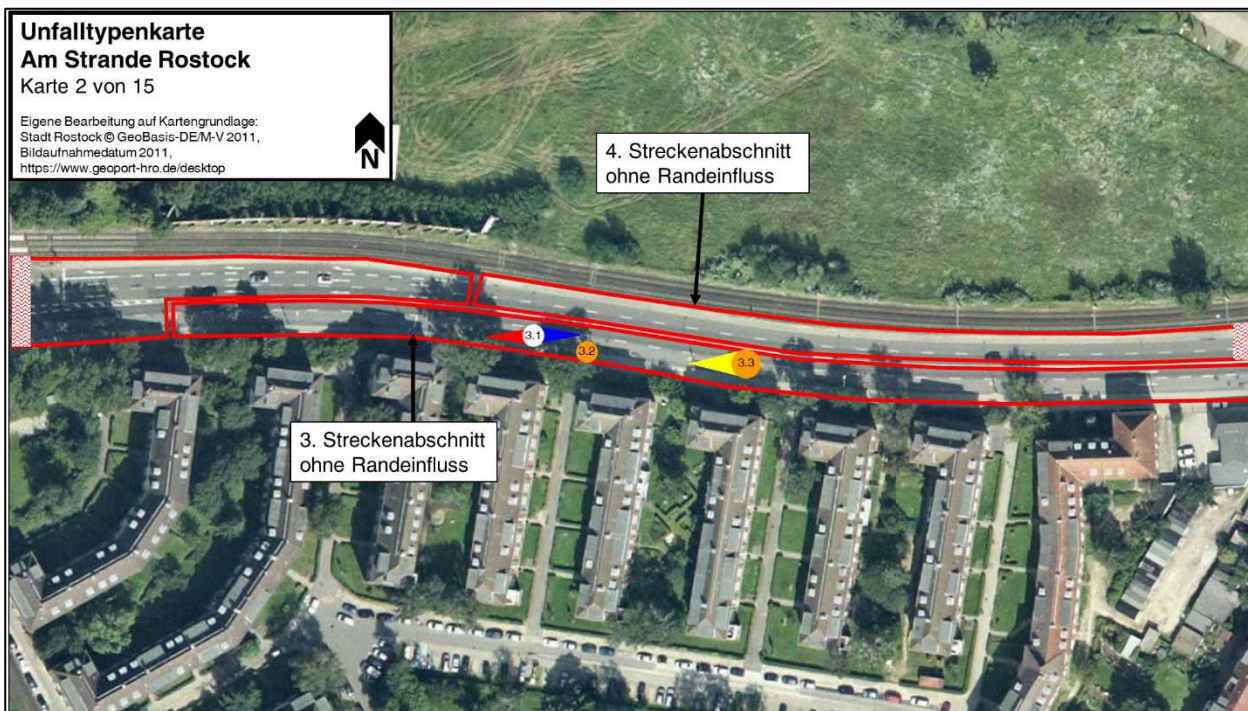 Unfalltypenkarte
Am Strande Rostock
Karte 2 von 15
Eigene Bearbeitung auf Kartengrundlage:
Stadt Rostock © GeoBasis-DE/M-V 2011,
Bildaufnahmedatum 2011,
https://www.geoport-hro.de/desktop
N
4. Streckenabschnitt
ohne Randeinfluss
3.1
3.2
3.3
3. Streckenabschnitt
ohne Randeinfluss